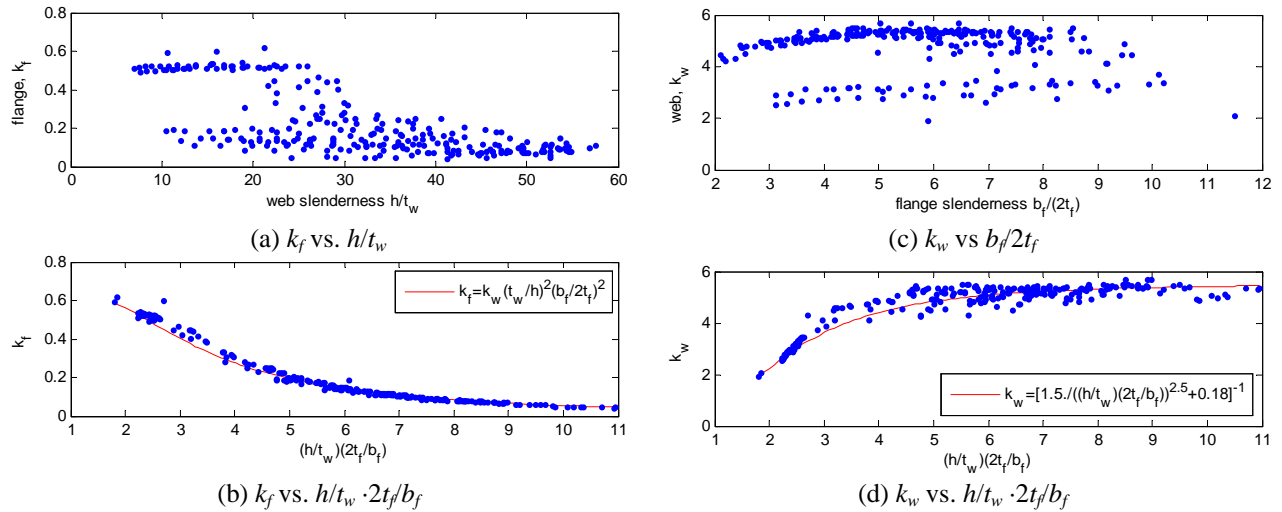 0.8
0.6
0.4
0.2
0
flange, k_f
0 10 20 30 40 50 60
web slenderness h/t_w
(a) k_f vs. h/t_w
6
4
2
0
web, k_w
2 3 4 5 6 7 8 9 10 11 12
flange slenderness b_f/(2t_f)
(c) k_w vs b_f/2t_f
0.8
0.6
0.4
0.2
0
k_f
k_f=k_w(t_w/h)^2(b_f/2t_f)^2
1 2 3 4 5 6 7 8 9 10 11
(h/t_w)(2t_f/b_f)
(b) k_f vs. h/t_w ·2t_f/b_f
6
4
2
0
k_w
k_w=[1.5./((h/t_w)(2t_f/b_f))^2.5+0.18]^-1
1 2 3 4 5 6 7 8 9 10 11
(h/t_w)(2t_f/b_f)
(d) k_w vs. h/t_w ·2t_f/b_f